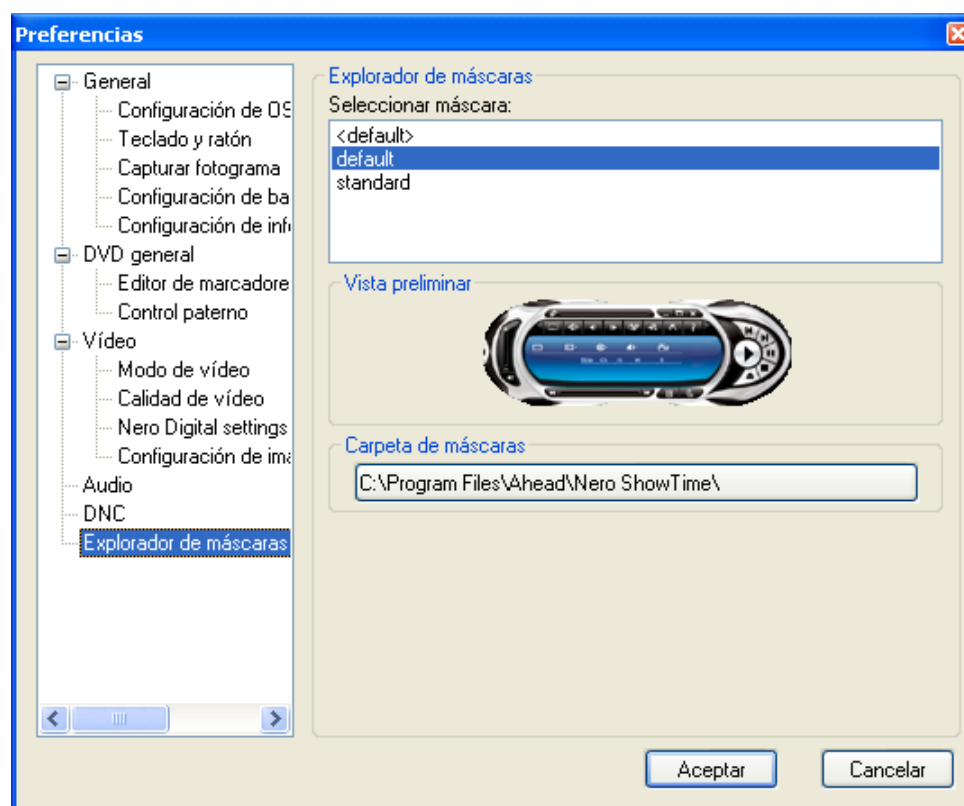 Preferencias
General
Configuración de OS
Teclado y ratón
Capturar fotograma
Configuración de ba
Configuración de inf
DVD general
Editor de marcadore
Control paterno
Vídeo
Modo de vídeo
Calidad de vídeo
Nero Digital settings
Configuración de ima
Audio
DNC
Explorador de máscaras
Explorador de máscaras
Seleccionar máscara:
<default>
default
standard
Vista preliminar
Carpeta de máscaras
C:\Program Files\Ahead\Nero ShowTime\
Aceptar
Cancelar